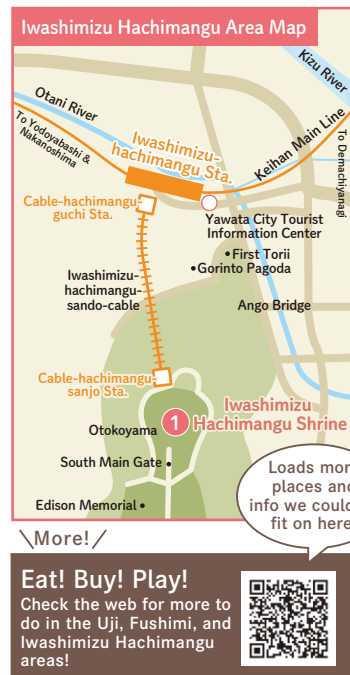 Iwashimizu Hachimangu Area Map
Kizu River
Otani River
To Yodoyabashi &
Nakanoshima
Iwashimizu-
hachimangu Sta.
Keihan Main Line
To Demachiyanagi
Cable-hachimangu-
guchi Sta.
Yawata City Tourist
Information Center
•First Torii
•Gorinto Pagoda
Iwashimizu-
hachimangu-
sando-cable
Ango Bridge
Cable-hachimangu-
sanjo Sta.
Otokoyama
1
Iwashimizu
Hachimangu Shrine
South Main Gate •
Edison Memorial •
Loads mor
places and
info we could
fit on here
\More!/
Eat! Buy! Play!
Check the web for more to
do in the Uji, Fushimi, and
Iwashimizu Hachimangu
areas!